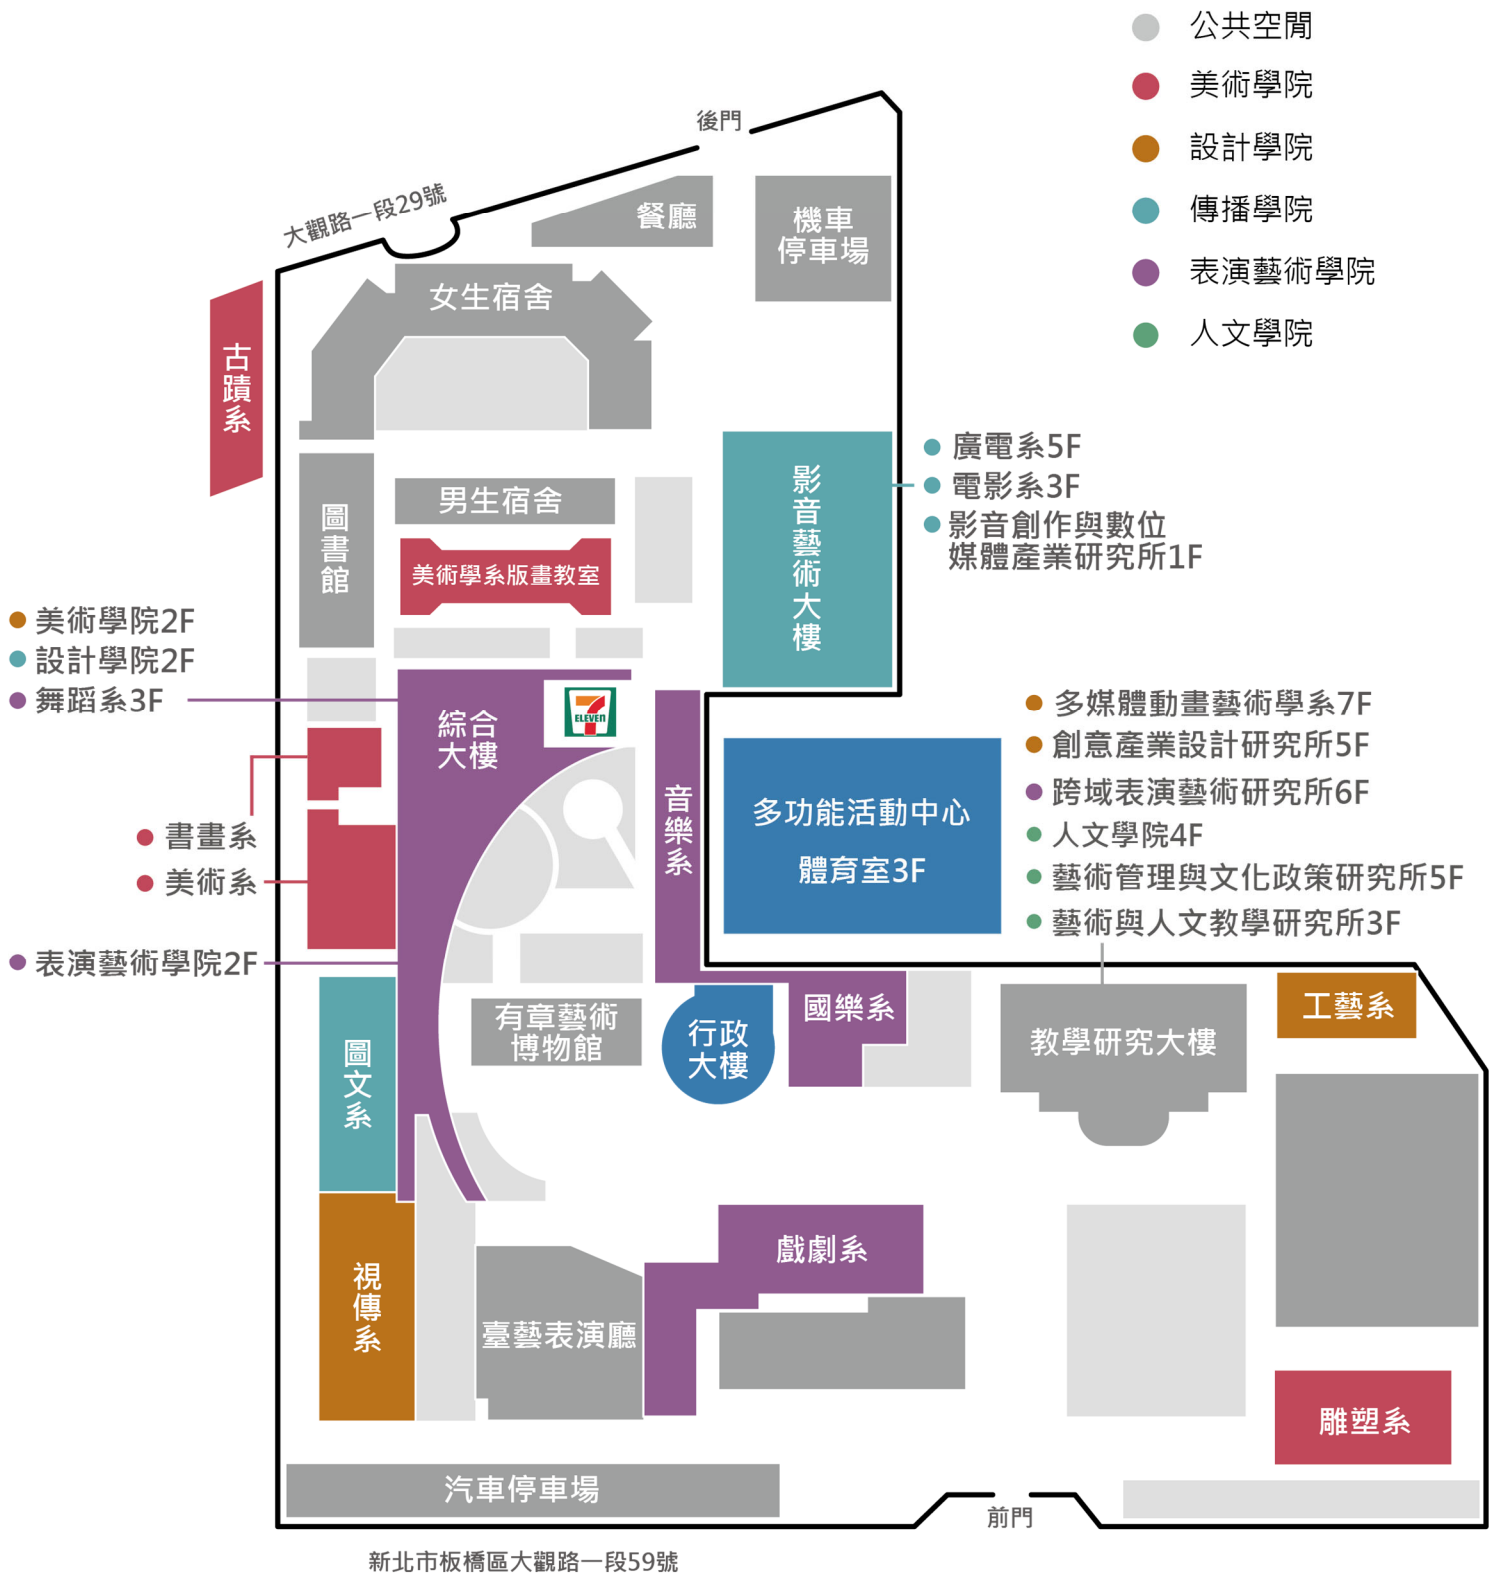 公共空間
美術學院
設計學院
傳播學院
表演藝術學院
人文學院
後門
大觀路一段29號
餐廳
機車
停車場
女生宿舍
古蹟系
圖書館
男生宿舍
美術學系版畫教室
影音藝術大樓
廣電系5F
電影系3F
影音創作與數位
媒體產業研究所1F
美術學院2F
設計學院2F
舞蹈系3F
綜合
大樓
7
ELEVEn
音樂系
多功能活動中心
體育室3F
多媒體動畫藝術學系7F
創意產業設計研究所5F
跨域表演藝術研究所6F
人文學院4F
藝術管理與文化政策研究所5F
藝術與人文教學研究所3F
書畫系
美術系
表演藝術學院2F
圖文系
有章藝術
博物館
行政
大樓
國樂系
教學研究大樓
工藝系
視傳系
臺藝表演廳
戲劇系
雕塑系
汽車停車場
前門
新北市板橋區大觀路一段59號